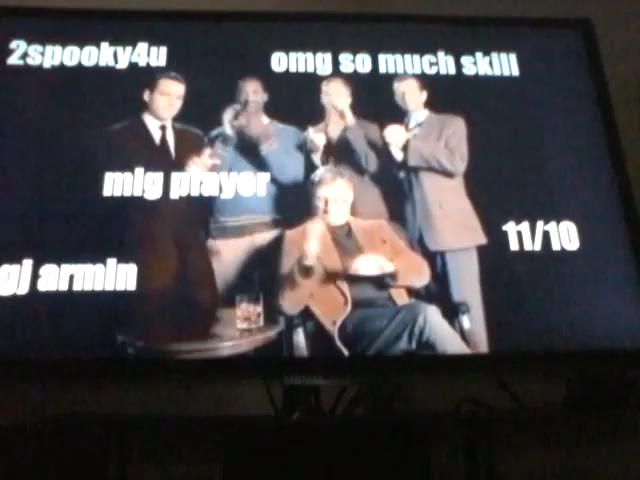 2spooky4u
omg so much skill
mlg player
11/10
gj armin